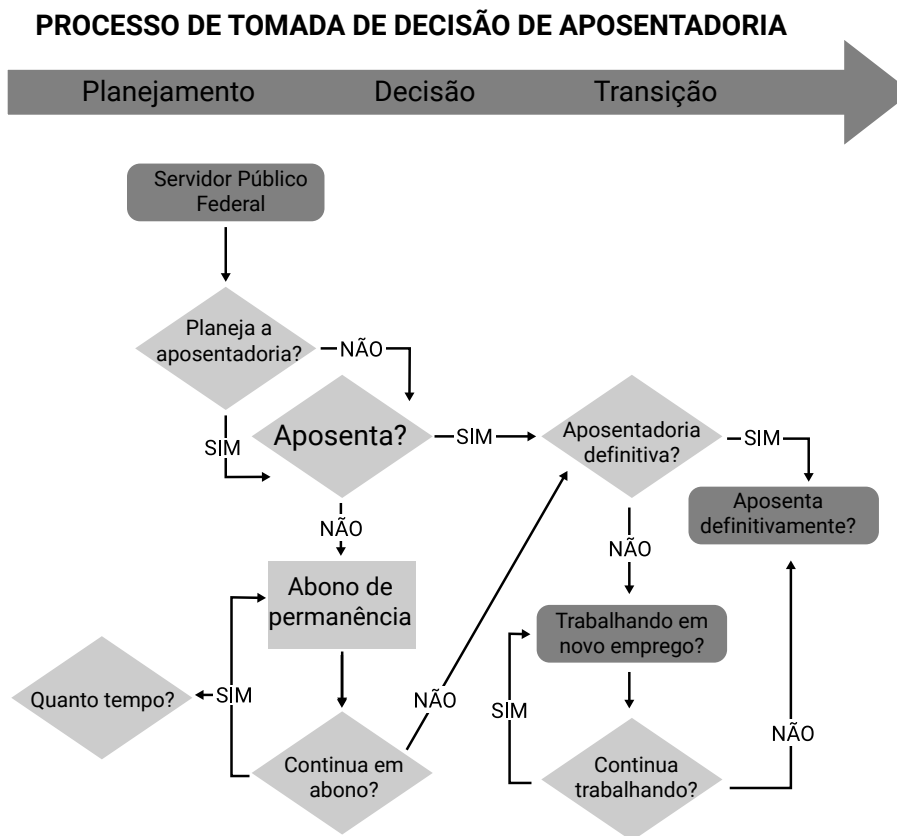 PROCESSO DE TOMADA DE DECISÃO DE APOSENTADORIA
Planejamento
Decisão
Transição
Servidor Público
Federal
Planeja a
aposentadoria?
NÃO
SIM
Aposenta?
SIM
Aposentadoria
definitiva?
SIM
Aposenta
definitivamente?
NÃO
NÃO
Abono de
permanência
Trabalhando em
novo emprego?
Quanto tempo?
SIM
NÃO
SIM
NÃO
Continua em
abono?
Continua
trabalhando?